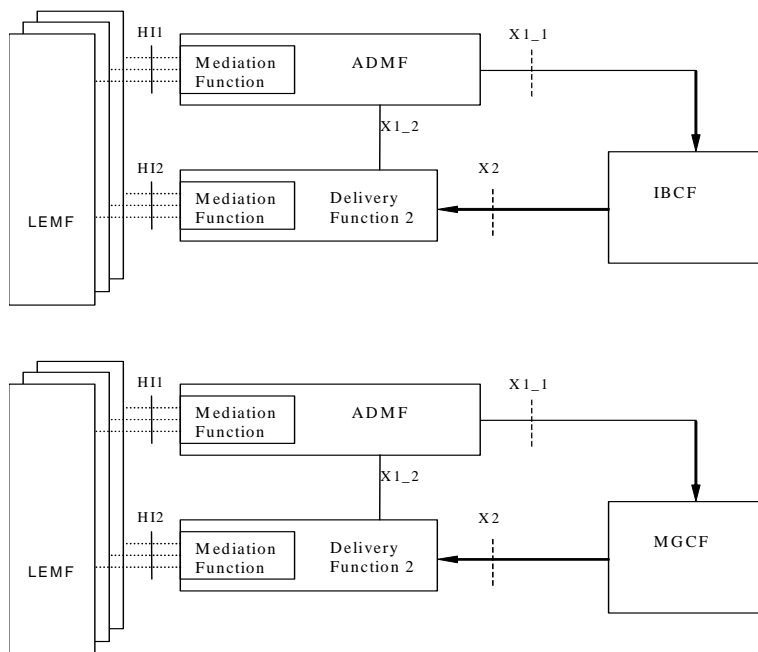 HI1
X1_1
Mediation
Function
ADMF
X1_2
HI2
X2
Mediation
Function
Delivery
Function 2
IBCF
LEMF
HI1
X1_1
Mediation
Function
ADMF
X1_2
HI2
X2
Mediation
Function
Delivery
Function 2
MGCF
LEMF